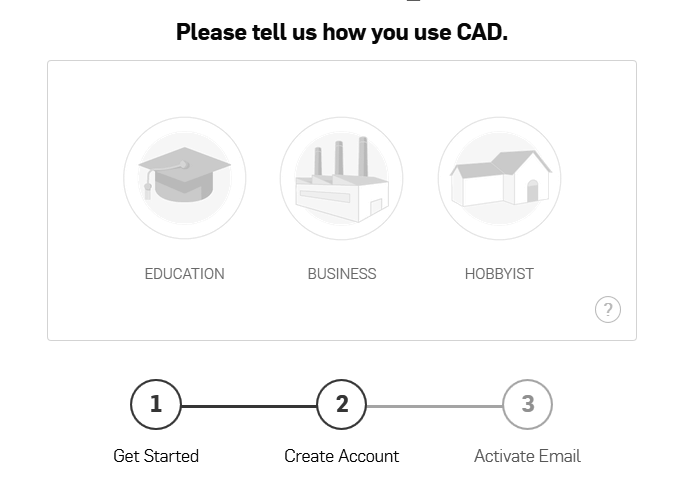 Please tell us how you use CAD.
EDUCATION
BUSINESS
HOBBYIST
?
1
2
3
Get Started
Create Account
Activate Email